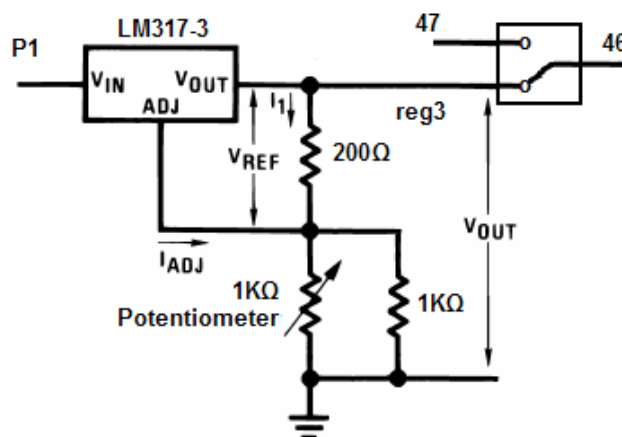 LM317-3
47
46
P1
VIN
VOUT
ADJ
I1
reg3
VREF
200Ω
VOUT
IADJ
1KΩ
Potentiometer
1KΩ